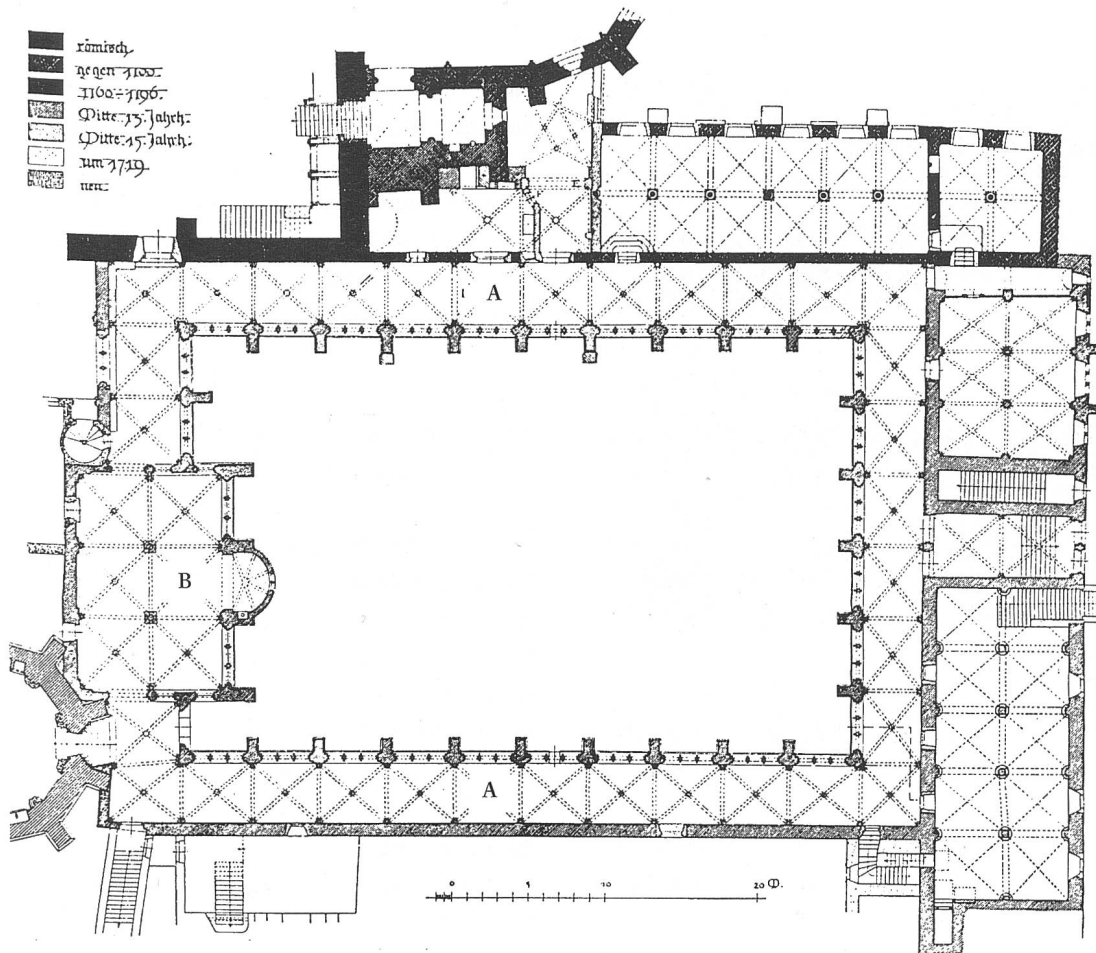 römisch
gegen 1100
1160–1196
Mitte 13. Jahrh.
Mitte 15. Jahrh.
um 1719
neu
A
B
A
0 5 10 20 M.